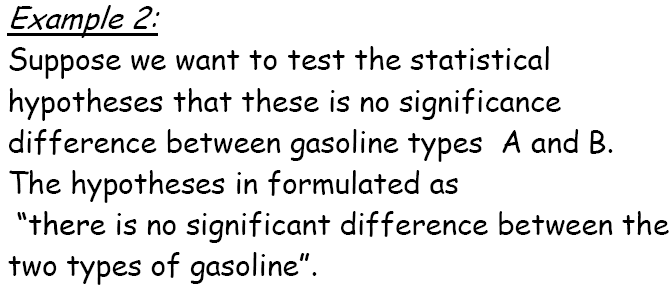 Example 2:
Suppose we want to test the statistical
hypotheses that these is no significance
difference between gasoline types A and B.
The hypotheses in formulated as
“there is no significant difference between the
two types of gasoline”.